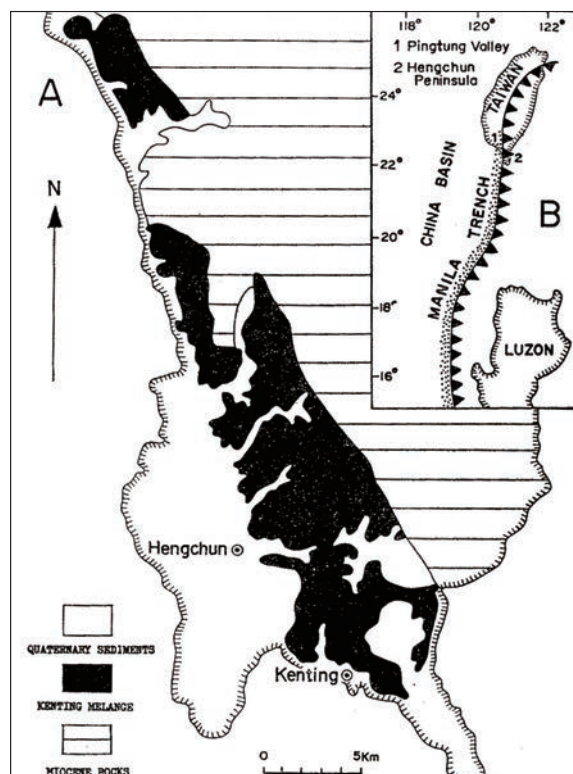 A
N
Hengchun
Kenting
QUATERNARY SEDIMENTS
KENTING MELANGE
MIOCENE ROCKS
0 5Km
118° 120° 122°
1 Pingtung Valley
2 Hengchun
Peninsula
24°
22°
20°
18°
16°
TAIWAN
1
2
CHINA BASIN
MANILA TRENCH
B
LUZON